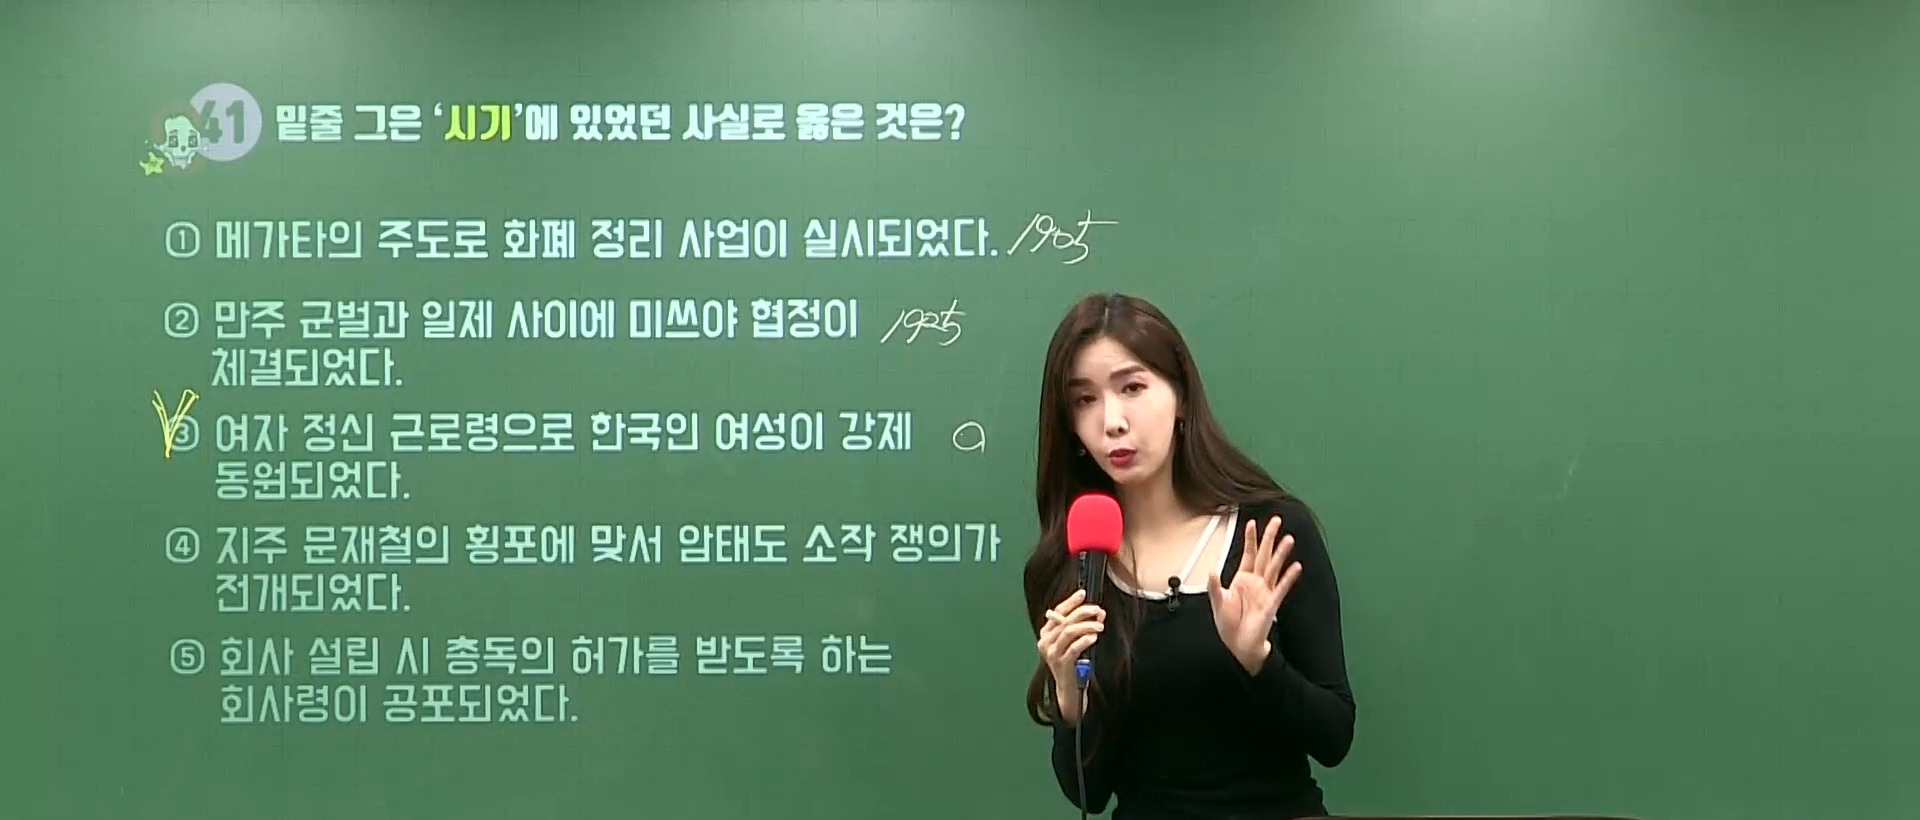 41 밑줄 그은 '시기'에 있었던 사실로 옳은 것은?
① 메가타의 주도로 화폐 정리 사업이 실시되었다. 1905
② 만주 군벌과 일제 사이에 미쓰야 협정이 1925
체결되었다.
③ 여자 정신 근로령으로 한국인 여성이 강제
동원되었다.
④ 지주 문재철의 횡포에 맞서 암태도 소작 쟁의가
전개되었다.
⑤ 회사 설립 시 총독의 허가를 받도록 하는
회사령이 공포되었다.